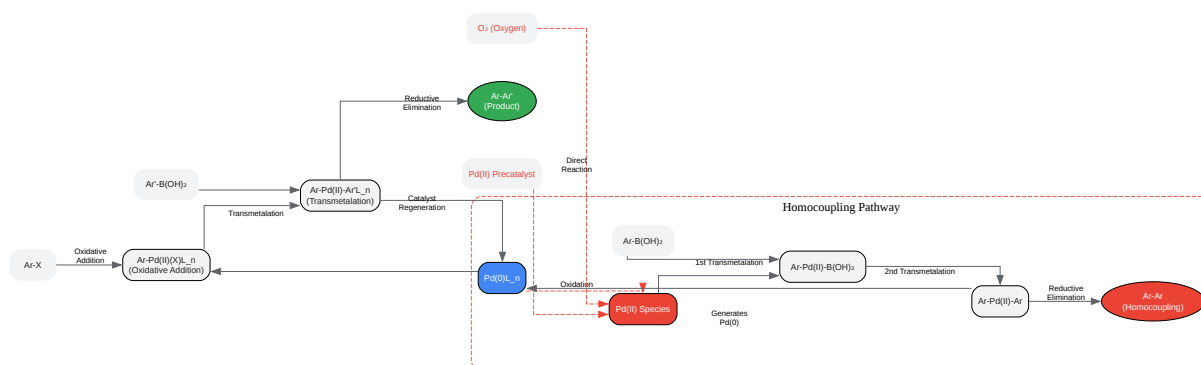 O₂ (Oxygen)
Reductive
Elimination
Ar-Ar'
(Product)
Direct
Reaction
Pd(II) Precatalyst
Ar'-B(OH)₂
Ar-Pd(II)-Ar'L_n
(Transmetalation)
Catalyst
Regeneration
Transmetalation
Homocoupling Pathway
Ar-X
Oxidative
Addition
Ar-Pd(II)(X)L_n
(Oxidative Addition)
Pd(0)L_n
Ar-B(OH)₂
1st Transmetalation
Ar-Pd(II)-B(OH)₂
2nd Transmetalation
Oxidation
Pd(II) Species
Generates
Pd(0)
Ar-Pd(II)-Ar
Reductive
Elimination
Ar-Ar
(Homocoupling)